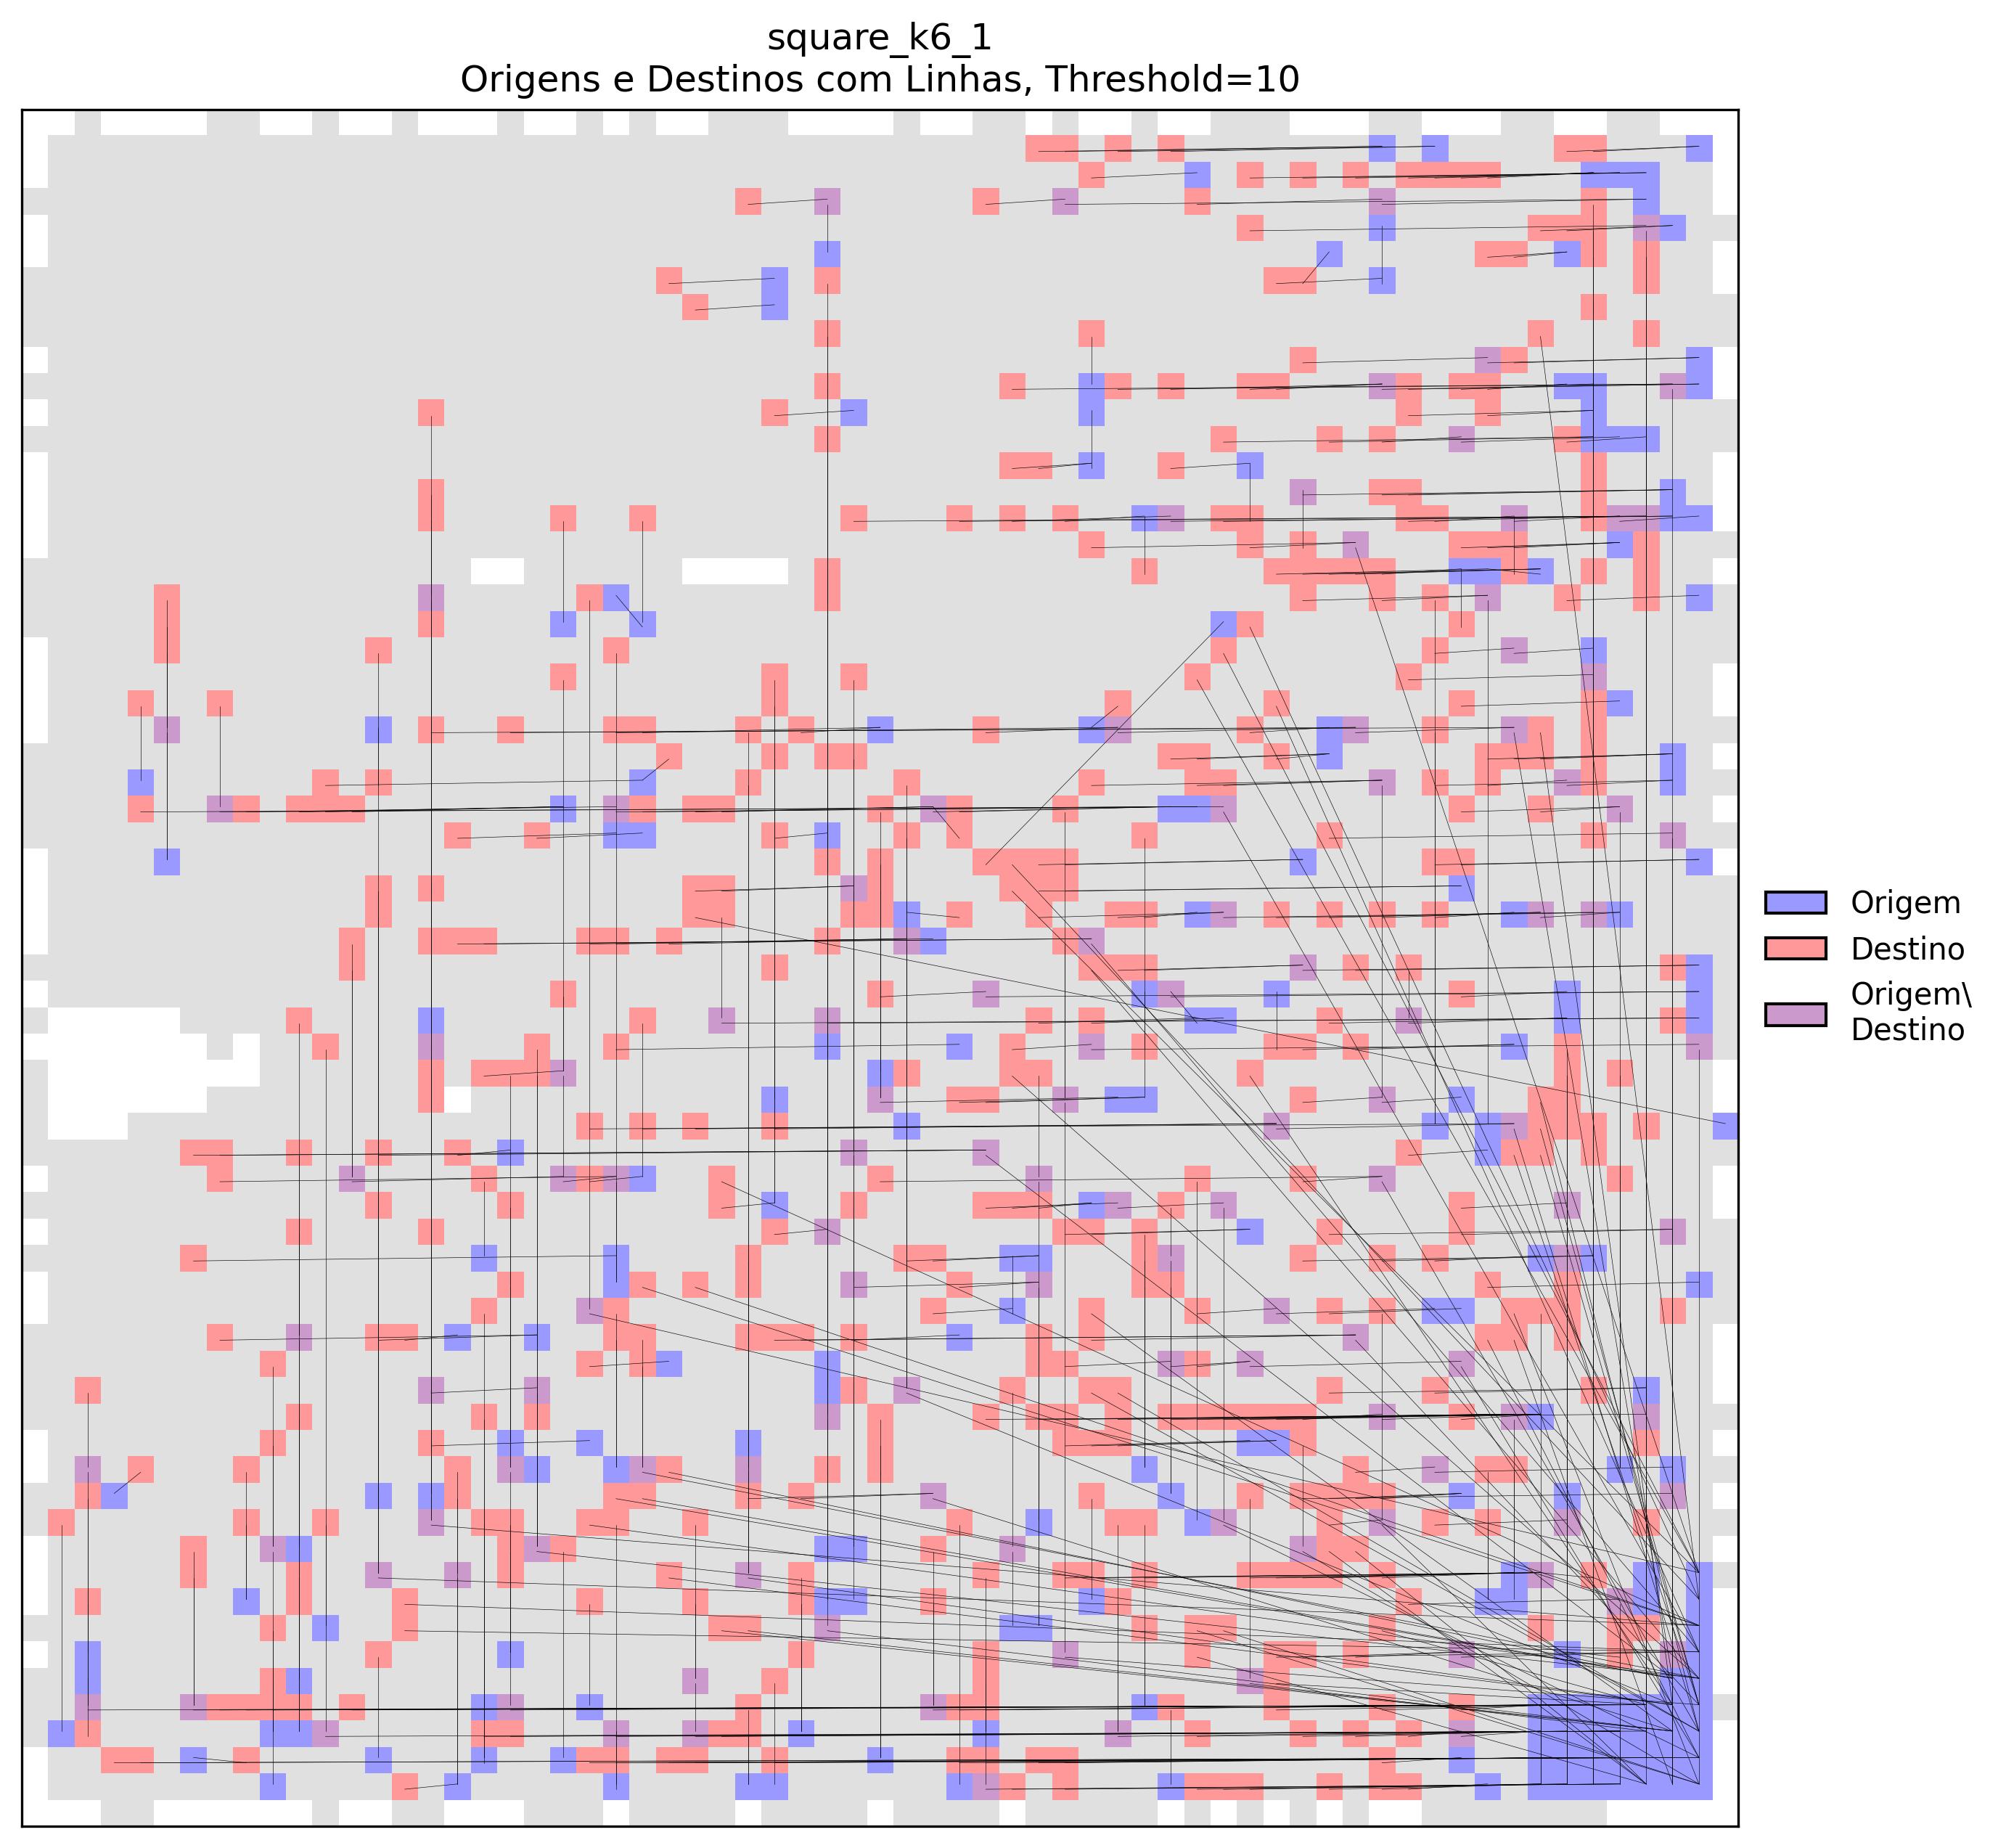 square_k6_1
Origens e Destinos com Linhas, Threshold=10
Origem
Destino
Origem\
Destino